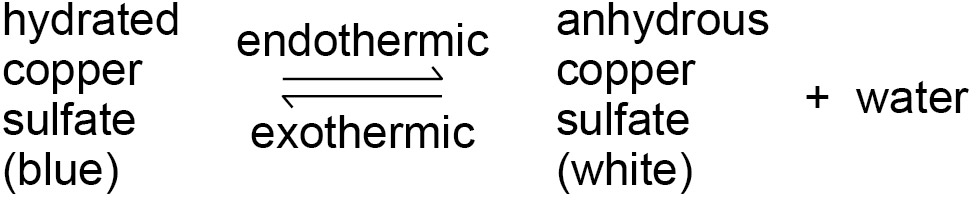 hydrated
copper
sulfate
(blue)
endothermic
⇌
exothermic
anhydrous
copper
sulfate
(white)
+ water